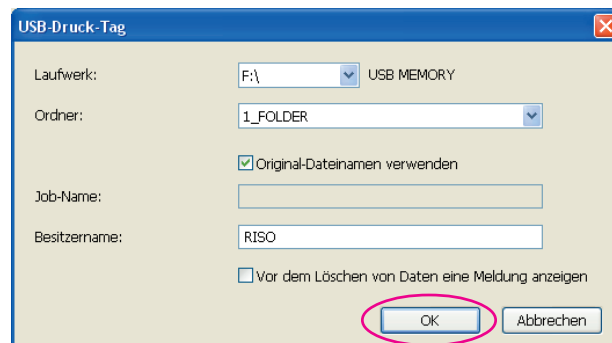 USB-Druck-Tag
Laufwerk: F:\ USB MEMORY
Ordner: 1_FOLDER
Original-Dateinamen verwenden
Job-Name:
Besitzername: RISO
Vor dem Löschen von Daten eine Meldung anzeigen
OK Abbrechen